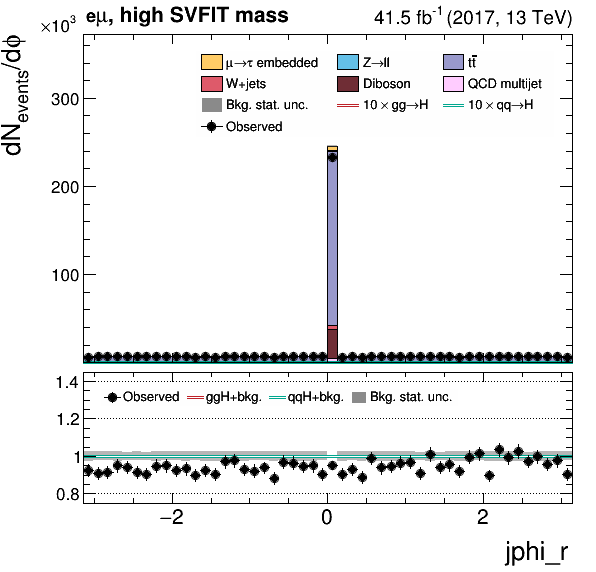 eμ, high SVFIT mass 41.5 fb⁻¹ (2017, 13 TeV)
×10³
dN_events/dϕ
μ→τ embedded Z→ll tt̄
W+jets Diboson QCD multijet
Bkg. stat. unc. 10 × gg→H 10 × qq→H
Observed
300
200
100
1.4
Observed ggH+bkg. qqH+bkg. Bkg. stat. unc.
1.2
1
0.8
−2 0 2
jphi_r